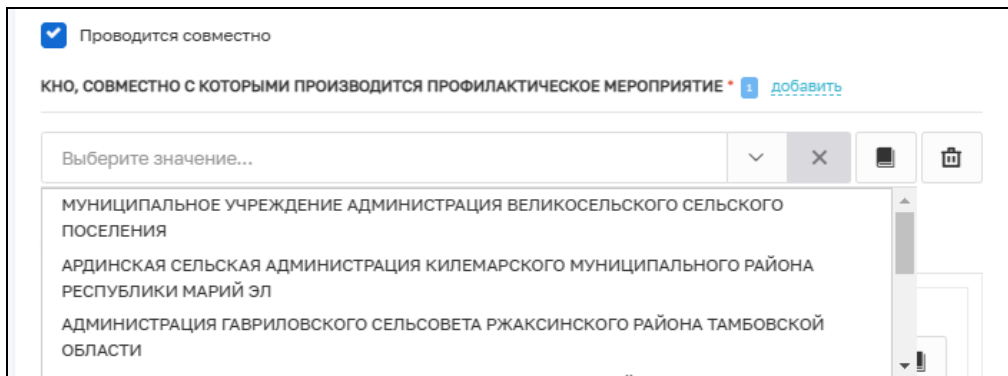 Проводится совместно
КНО, СОВМЕСТНО С КОТОРЫМИ ПРОИЗВОДИТСЯ ПРОФИЛАКТИЧЕСКОЕ МЕРОПРИЯТИЕ * 1 добавить
Выберите значение...
МУНИЦИПАЛЬНОЕ УЧРЕЖДЕНИЕ АДМИНИСТРАЦИЯ ВЕЛИКОСЕЛЬСКОГО СЕЛЬСКОГО
ПОСЕЛЕНИЯ
АРДИНСКАЯ СЕЛЬСКАЯ АДМИНИСТРАЦИЯ КИЛЕМАРСКОГО МУНИЦИПАЛЬНОГО РАЙОНА
РЕСПУБЛИКИ МАРИЙ ЭЛ
АДМИНИСТРАЦИЯ ГАВРИЛОВСКОГО СЕЛЬСОВЕТА РЖАКСИНСКОГО РАЙОНА ТАМБОВСКОЙ
ОБЛАСТИ